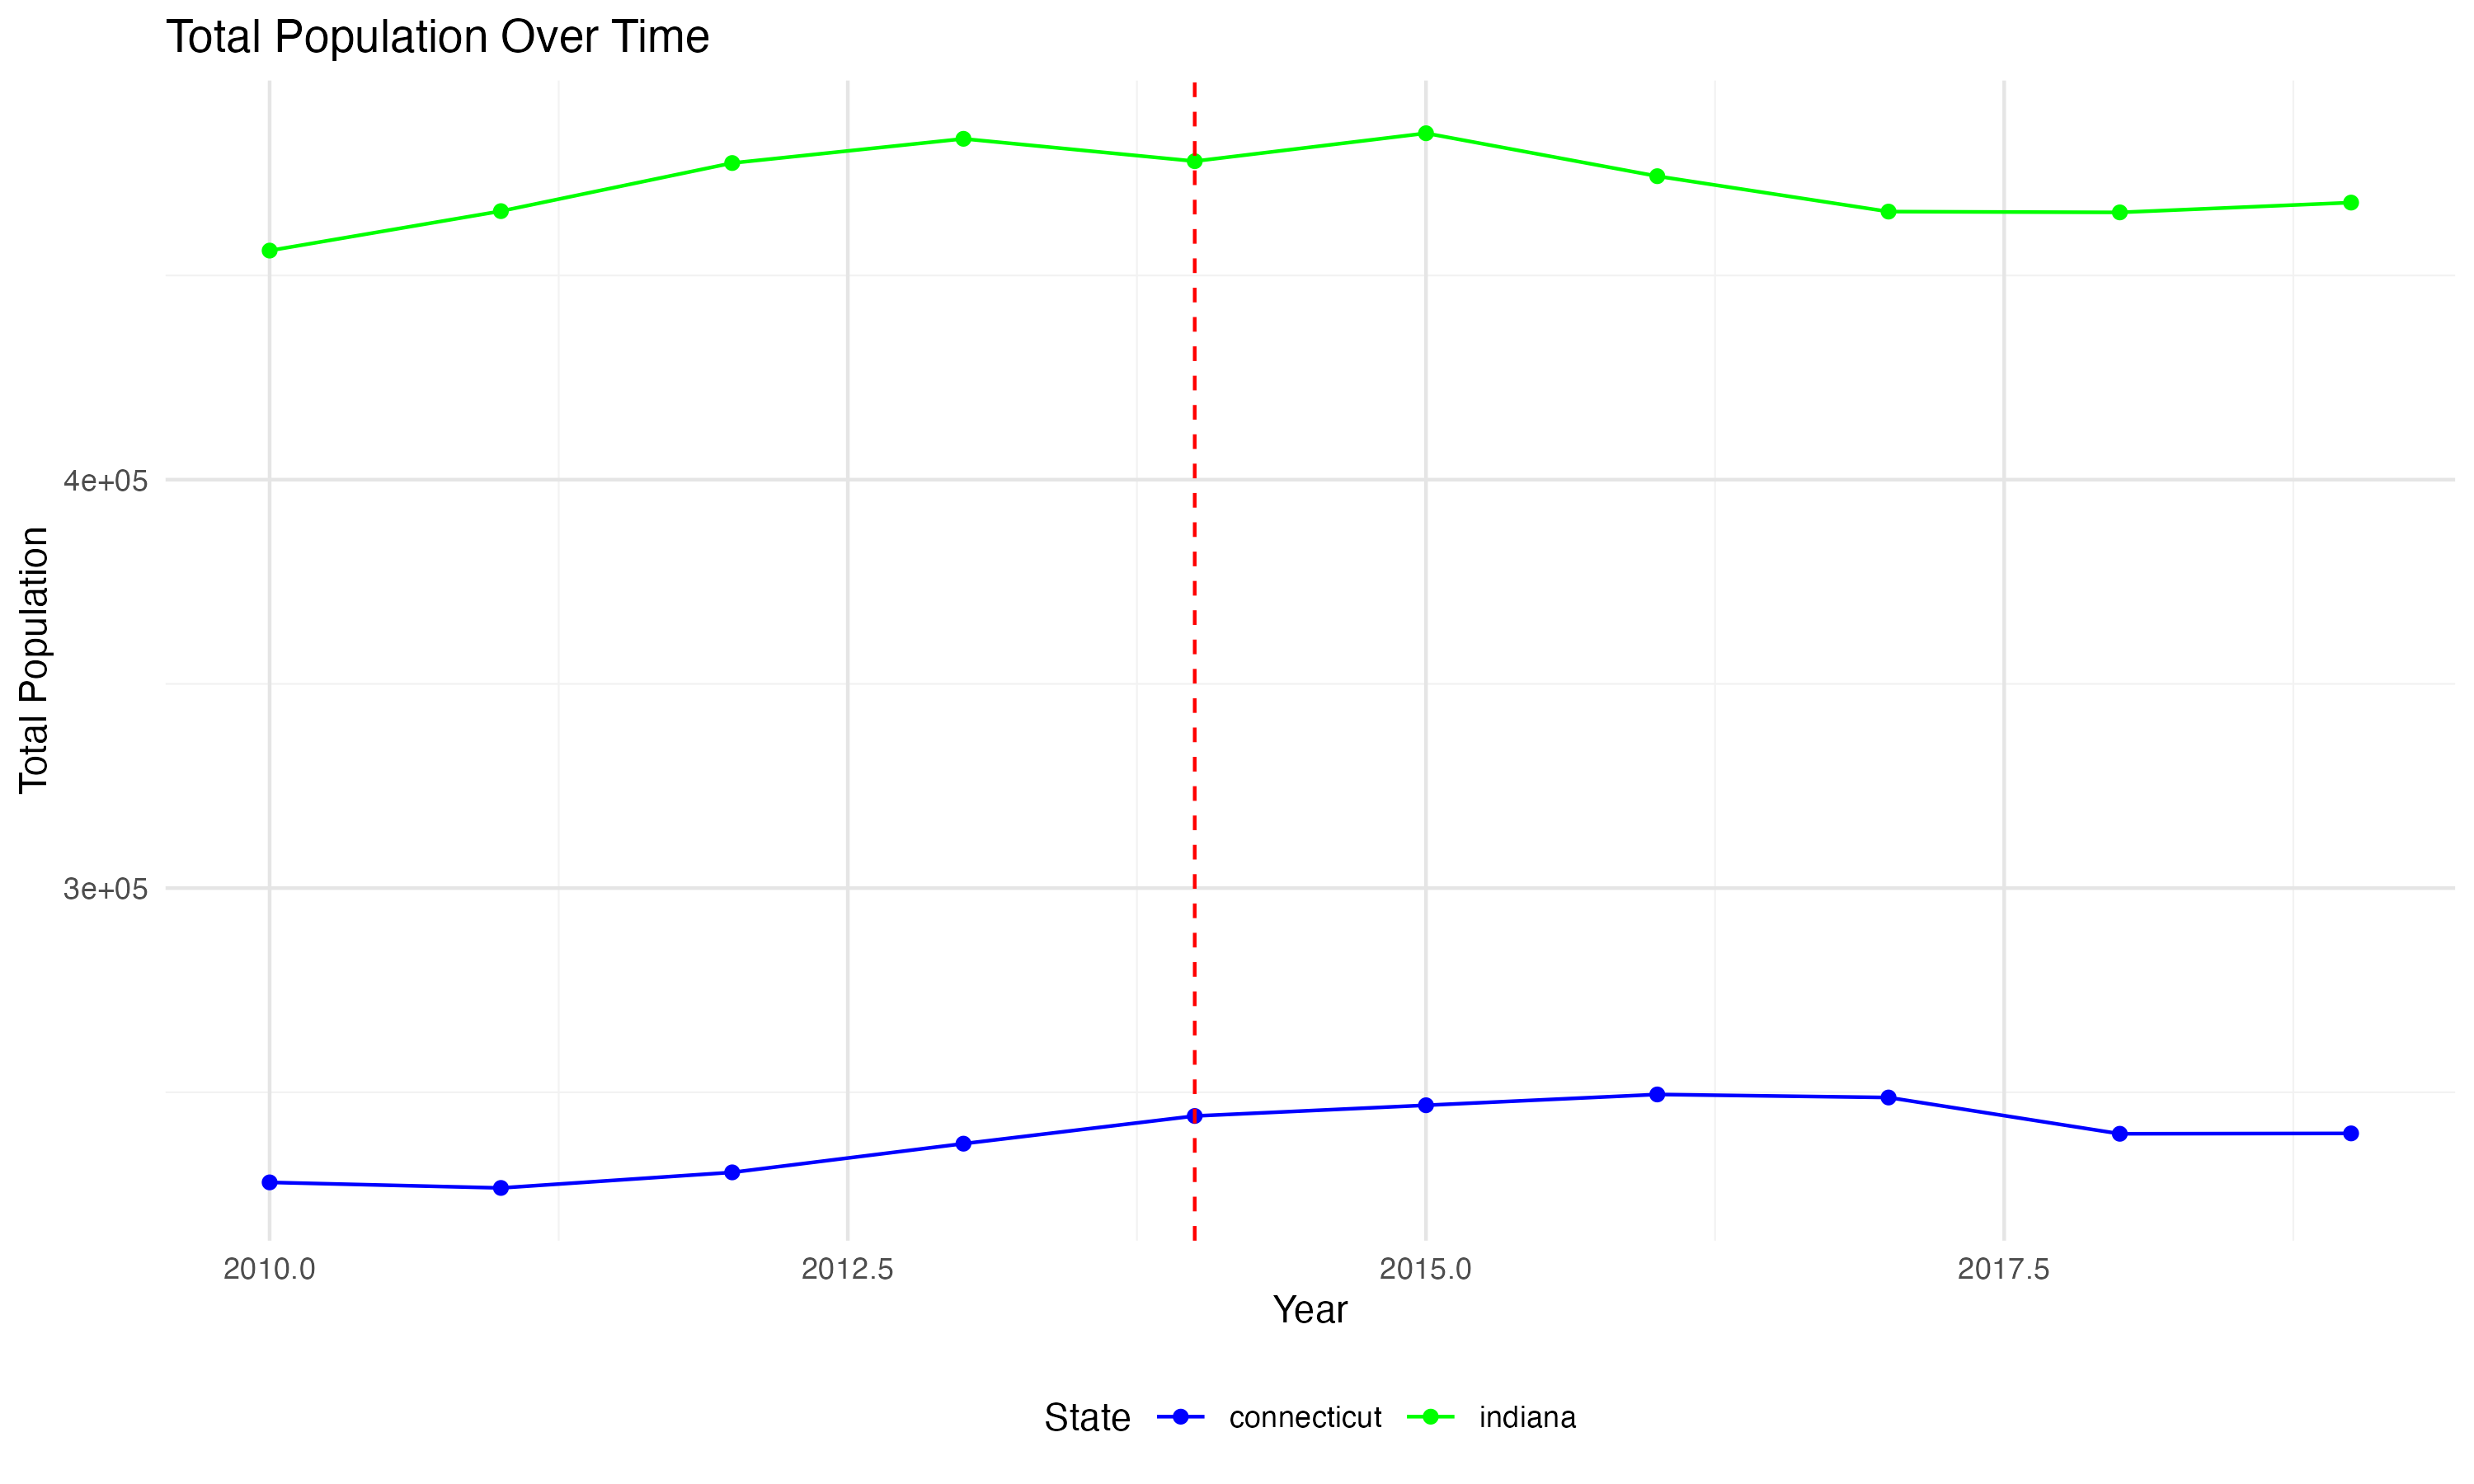 Total Population Over Time
Total Population
4e+05
3e+05
2010.0 2012.5 2015.0 2017.5
Year
State connecticut indiana